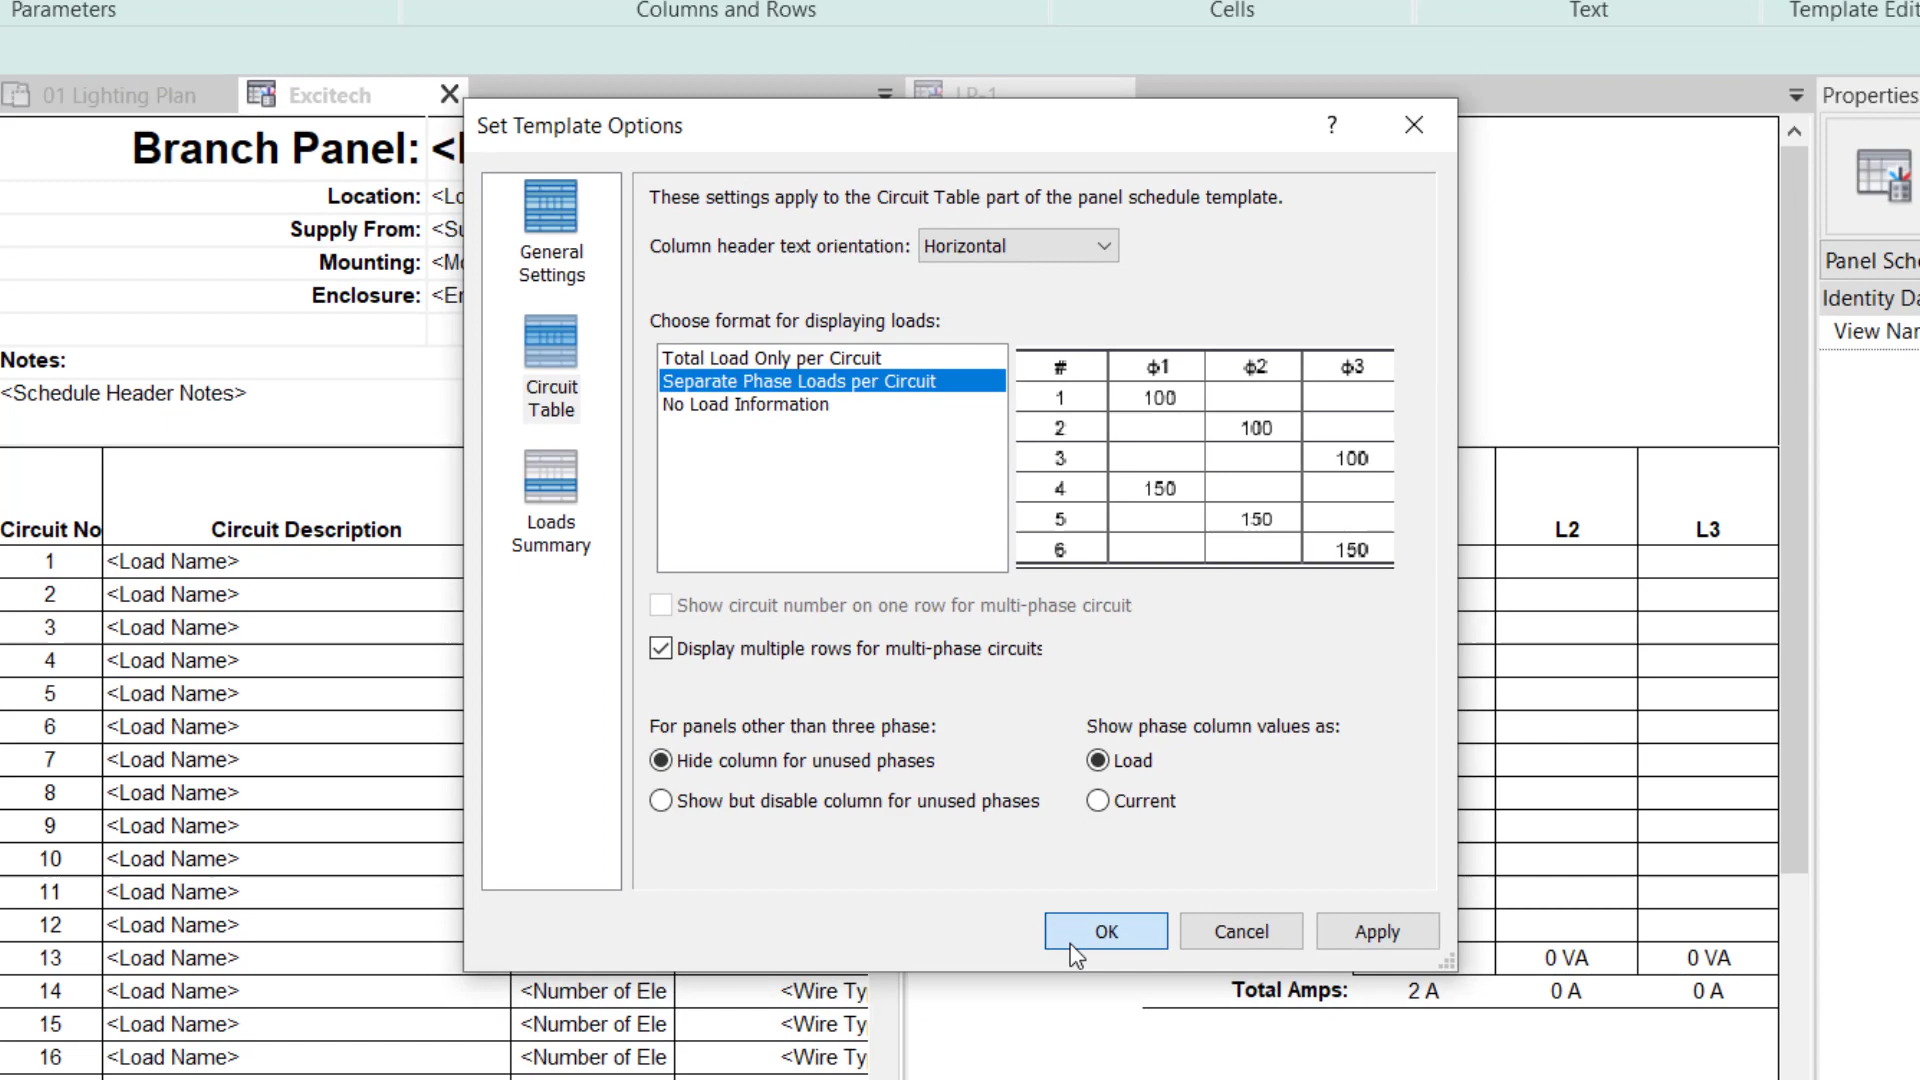 Parameters
Columns and Rows
Cells
Text
Template Edit
01 Lighting Plan
Excitech
LP-1
Properties
Set Template Options
?
Branch Panel:
Location:
<Lo
Supply From:
<Su
Mounting:
<Mo
Enclosure:
<En
Notes:
<Schedule Header Notes>
General
Settings
Circuit
Table
Loads
Summary
These settings apply to the Circuit Table part of the panel schedule template.
Column header text orientation:
Horizontal
Choose format for displaying loads:
Total Load Only per Circuit
Separate Phase Loads per Circuit
No Load Information
# ϕ1 ϕ2 ϕ3
1 100
2 100
3 100
4 150
5 150
6 150
Show circuit number on one row for multi-phase circuit
Display multiple rows for multi-phase circuits
For panels other than three phase:
Show phase column values as:
Hide column for unused phases
Load
Show but disable column for unused phases
Current
OK
Cancel
Apply
Panel Sch
Identity Da
View Nar
Circuit No
Circuit Description
L2
L3
1 <Load Name>
2 <Load Name>
3 <Load Name>
4 <Load Name>
5 <Load Name>
6 <Load Name>
7 <Load Name>
8 <Load Name>
9 <Load Name>
10 <Load Name>
11 <Load Name>
12 <Load Name>
13 <Load Name>
0 VA 0 VA
14 <Load Name> <Number of Ele <Wire Ty
Total Amps: 2 A 0 A 0 A
15 <Load Name> <Number of Ele <Wire Ty
16 <Load Name> <Number of Ele <Wire Ty